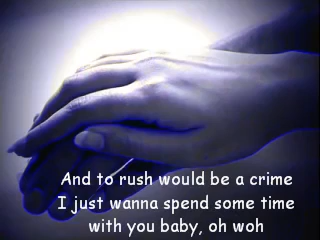 And to rush would be a crime
I just wanna spend some time
with you baby, oh woh